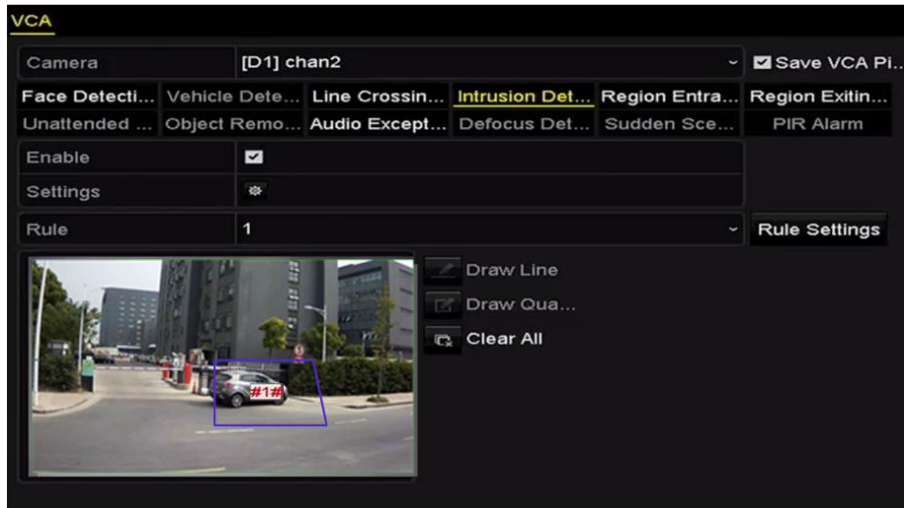 VCA
Camera [D1] chan2 Save VCA Pi..
Face Detecti... Vehicle Dete... Line Crossin... Intrusion Det... Region Entra... Region Exitin...
Unattended ... Object Remo... Audio Except... Defocus Det... Sudden Sce... PIR Alarm
Enable
Settings
Rule 1 Rule Settings
Draw Line
Draw Qua...
Clear All
#1#